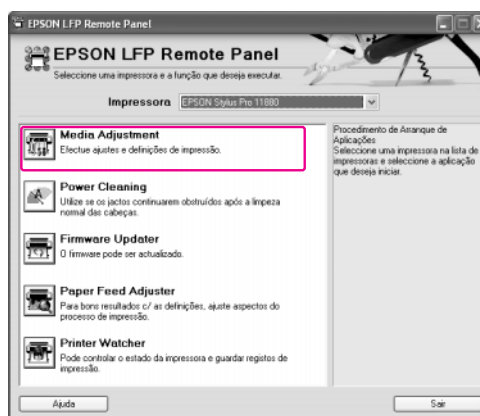 EPSON LFP Remote Panel
EPSON LFP Remote Panel
Seleccione uma impressora e a função que deseja executar.
Impressora EPSON Stylus Pro 11880
Media Adjustment
Efectue ajustes e definições de impressão.
Power Cleaning
Utilize se os jactos continuarem obstruídos após a limpeza
normal das cabeças.
Firmware Updater
O firmware pode ser actualizado.
Paper Feed Adjuster
Para bons resultados c/ as definições, ajuste aspectos do
processo de impressão.
Printer Watcher
Pode controlar o estado da impressora e guardar registos de
impressão.
Procedimento de Arranque de
Aplicações
Seleccione uma impressora na lista de
impressoras e seleccione a aplicação
que deseja iniciar.
Ajuda
Sair